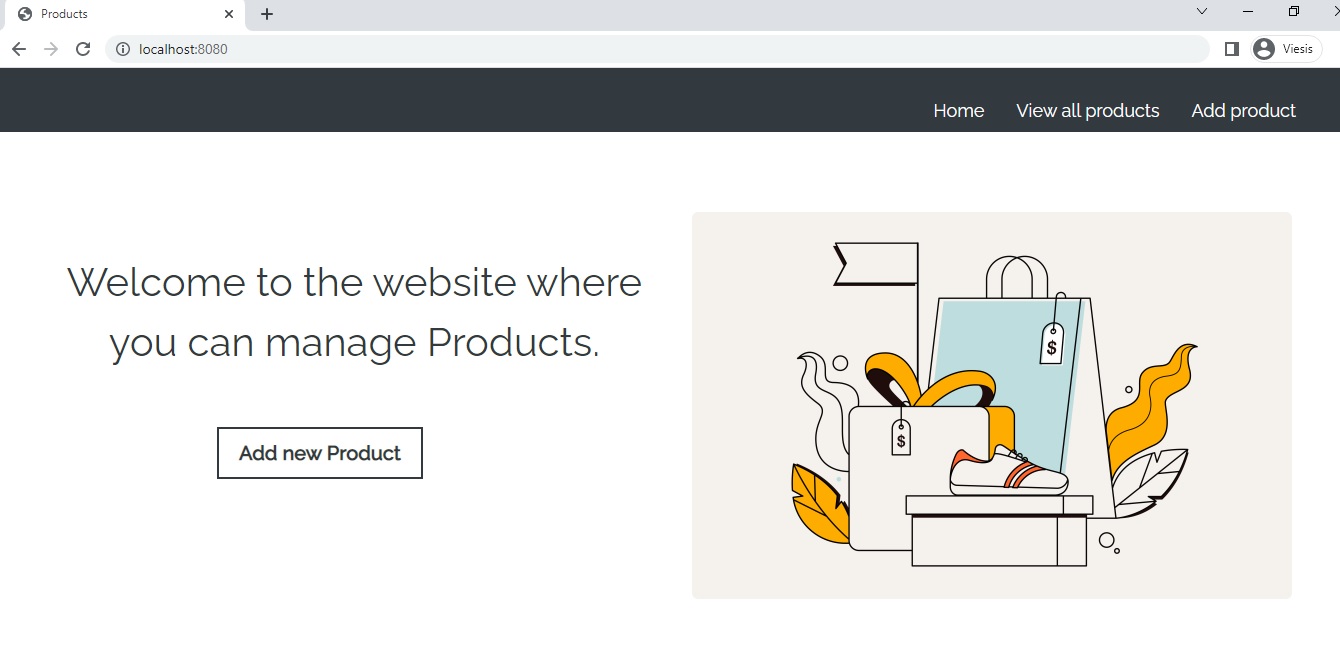 Products
localhost:8080
Viesis
Home View all products Add product
Welcome to the website where
you can manage Products.
Add new Product
$
$